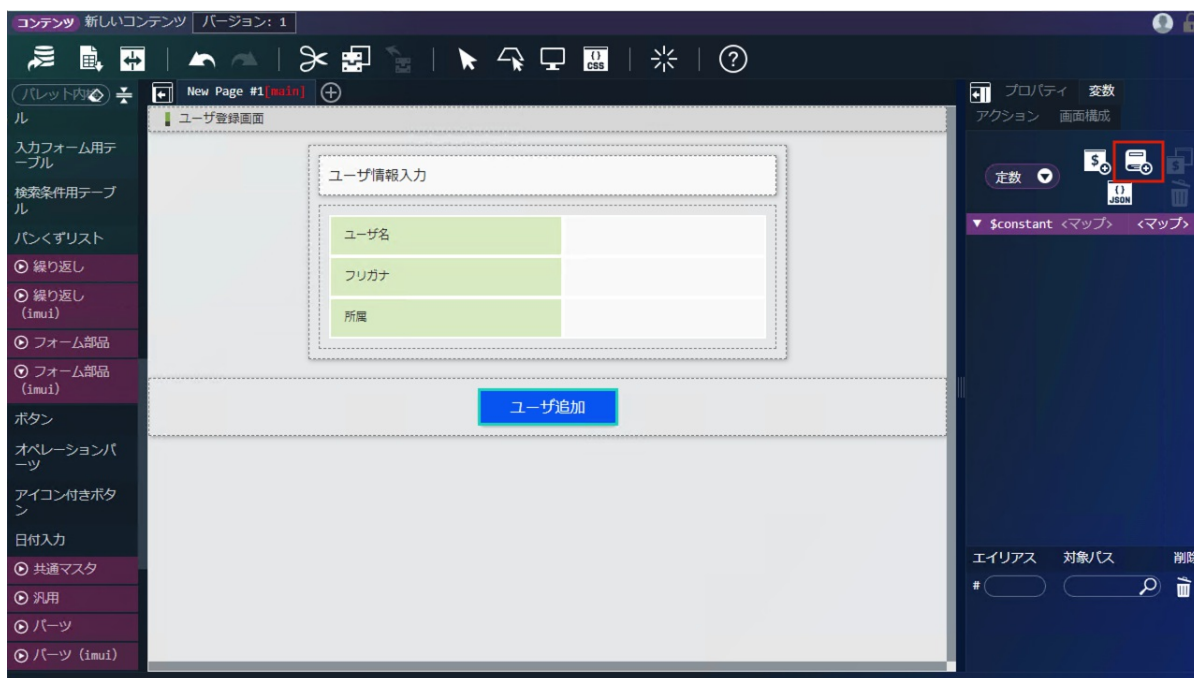 コンテンツ 新しいコンテンツ バージョン: 1
{} CSS
?
パレット内検
New Page #1[main]
プロパティ 変数
アクション 画面構成
ル
入力フォーム用テ
ーブル
検索条件用テーブ
ル
パンくずリスト
繰り返し
繰り返し
(imui)
フォーム部品
フォーム部品
(imui)
ボタン
オペレーションパ
ーツ
アイコン付きボタ
ン
日付入力
共通マスタ
汎用
パーツ
パーツ (imui)
ユーザ登録画面
ユーザ情報入力
ユーザ名
フリガナ
所属
ユーザ追加
定数
$
{} JSON
$constant <マップ> <マップ>
エイリアス 対象パス 削除
#